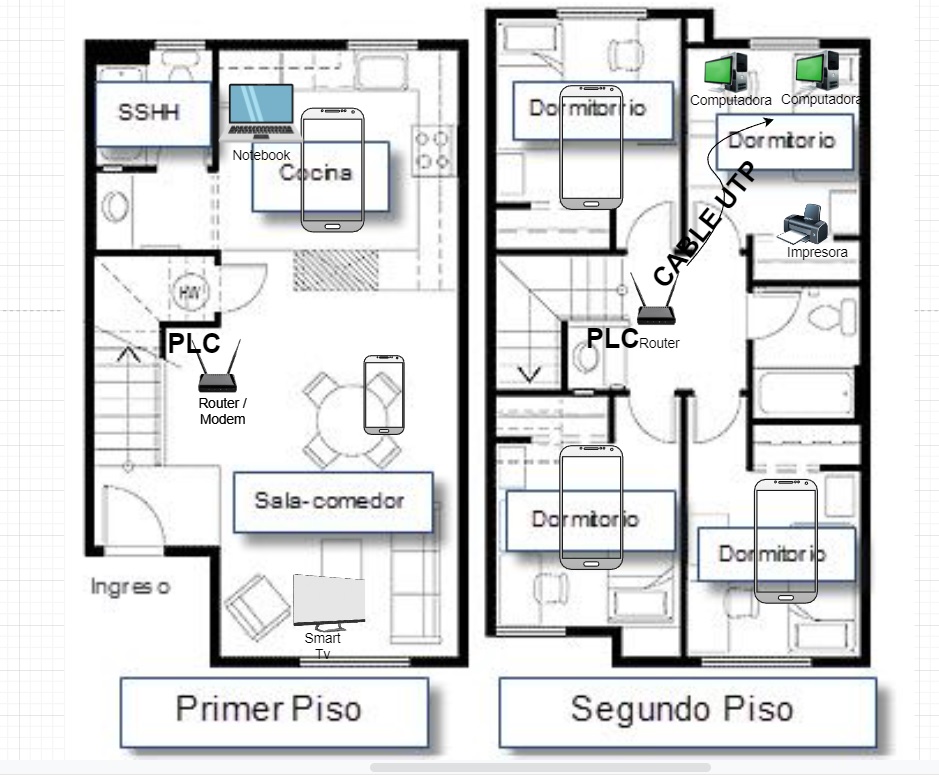 SSHH
Notebook
Cocina
HW
PLC
Router /
Modem
Sala-comedor
Ingreso
Smart
Tv
Primer Piso
Dormitorio
Computadora
Computadora
Dormitorio
CABLE UTP
Impresora
PLC
Router
Dormitorio
Dormitorio
Segundo Piso